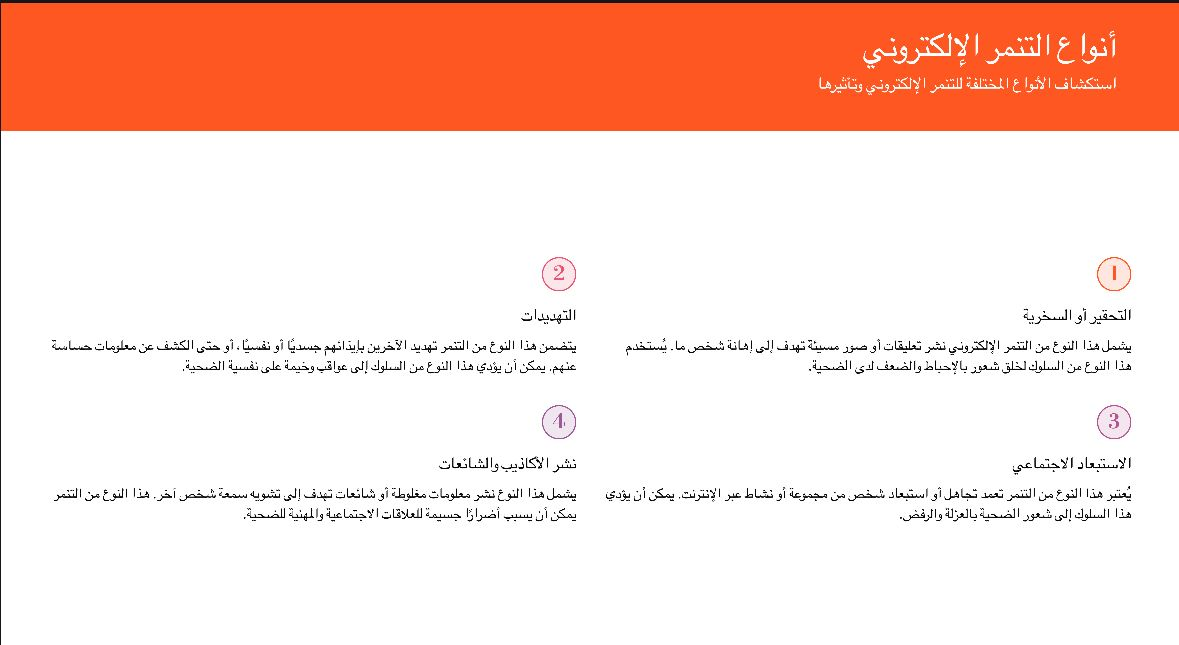 أنواع التنمر الإلكتروني
استكشاف الأنواع المختلفة للتنمر الإلكتروني وتأثيرها
1
التحقير أو السخرية
يشمل هذا النوع من التنمر الإلكتروني نشر تعليقات أو صور مسيئة تهدف إلى إهانة شخص ما. يُستخدم
هذا النوع من السلوك لخلق شعور بالإحباط والضعف لدى الضحية.
2
التهديدات
يتضمن هذا النوع من التنمر تهديد الآخرين بإيذائهم جسديًا أو نفسيًا، أو حتى الكشف عن معلومات حساسة
عنهم. يمكن أن يؤدي هذا النوع من السلوك إلى عواقب وخيمة على نفسية الضحية.
3
الاستبعاد الاجتماعي
يُعتبر هذا النوع من التنمر تعمد تجاهل أو استبعاد شخص من مجموعة أو نشاط عبر الإنترنت. يمكن أن يؤدي
هذا السلوك إلى شعور الضحية بالعزلة والرفض.
4
نشر الأكاذيب والشائعات
يشمل هذا النوع نشر معلومات مغلوطة أو شائعات تهدف إلى تشويه سمعة شخص آخر. هذا النوع من التنمر
يمكن أن يسبب أضرارًا جسيمة للعلاقات الاجتماعية والمهنية للضحية.